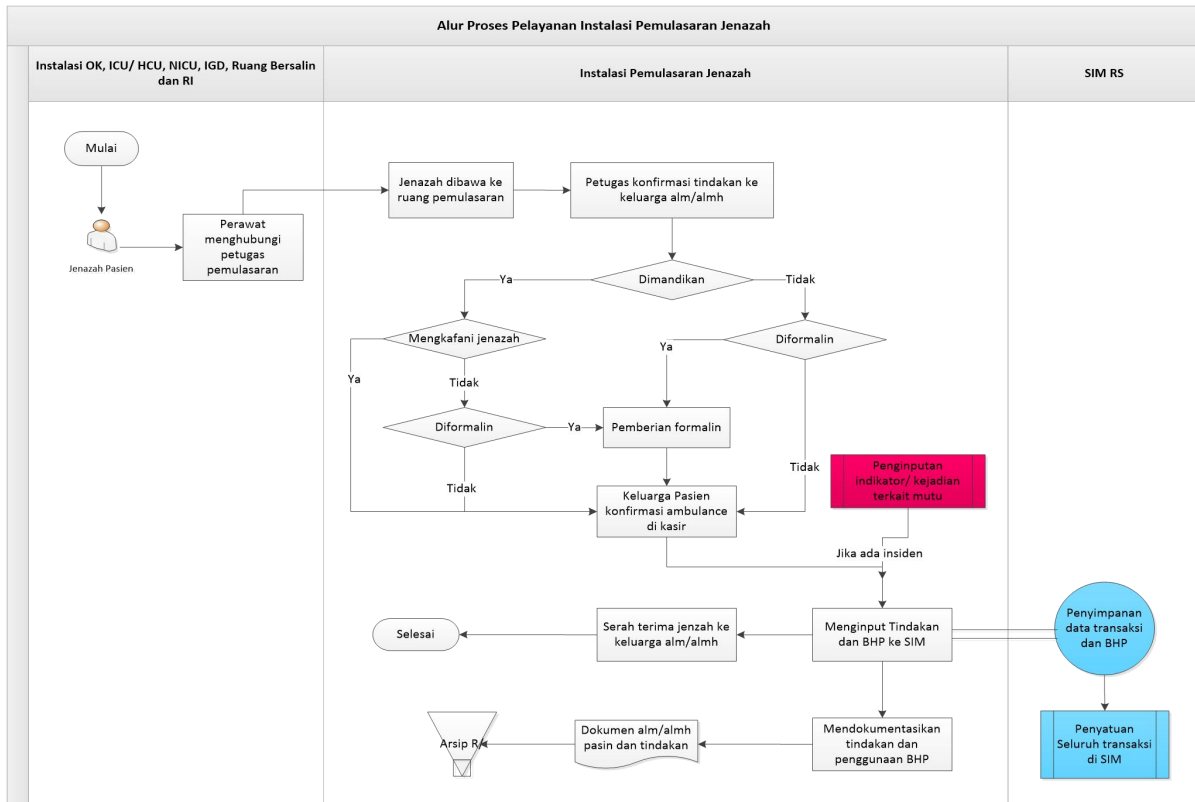 Alur Proses Pelayanan Instalasi Pemulasaran Jenazah
Instalasi OK, ICU/ HCU, NICU, IGD, Ruang Bersalin
dan RI
Instalasi Pemulasaran Jenazah
SIM RS
Mulai
Jenazah Pasien
Perawat
menghubungi
petugas
pemulasaran
Jenazah dibawa ke
ruang pemulasaran
Petugas konfirmasi tindakan ke
keluarga alm/almh
Dimandikan
Ya
Tidak
Mengkafani jenazah
Diformalin
Ya
Ya
Tidak
Diformalin
Ya
Pemberian formalin
Tidak
Tidak
Keluarga Pasien
konfirmasi ambulance
di kasir
Penginputan
indikator/ kejadian
terkait mutu
Jika ada insiden
Selesai
Serah terima jenzah ke
keluarga alm/almh
Menginput Tindakan
dan BHP ke SIM
Penyimpanan
data transaksi
dan BHP
Arsip R/
Dokumen alm/almh
pasin dan tindakan
Mendokumentasikan
tindakan dan
penggunaan BHP
Penyatuan
Seluruh transaksi
di SIM